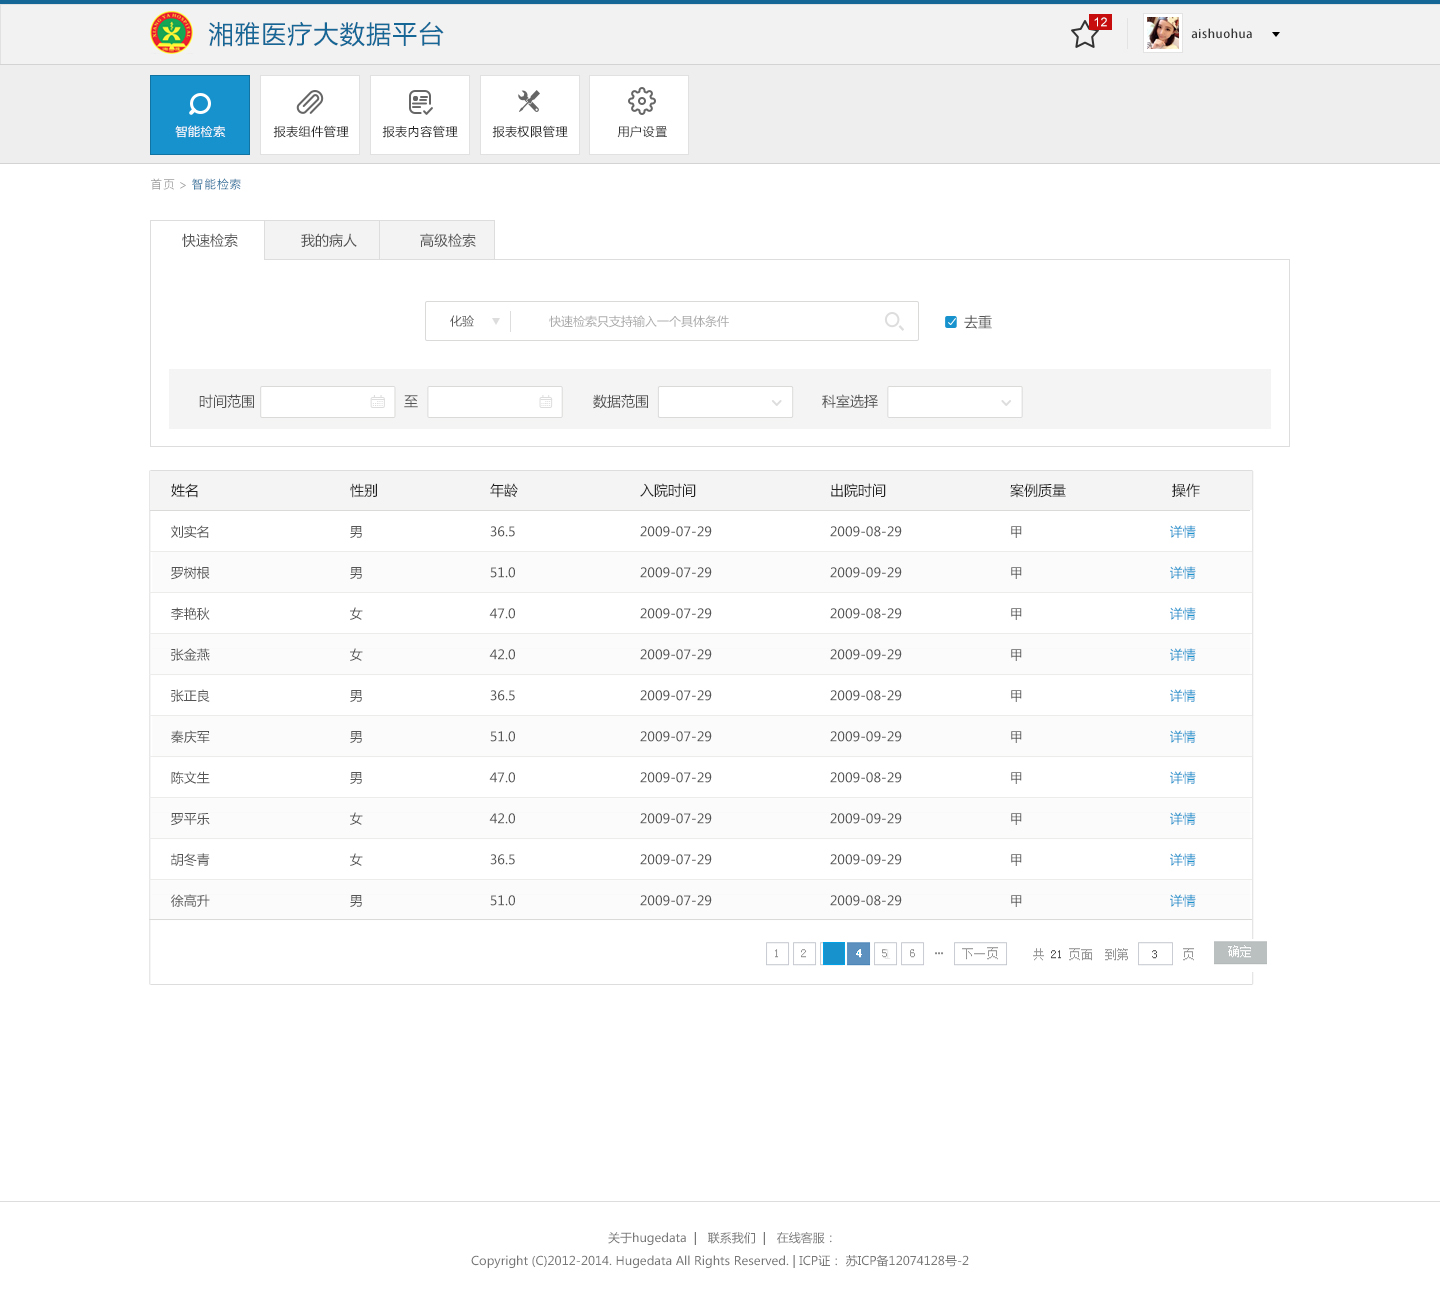 湘雅医疗大数据平台
12
aishuohua
智能检索 报表组件管理 报表内容管理 报表权限管理 用户设置
首页 > 智能检索
快速检索 我的病人 高级检索
化验 快速检索只支持输入一个具体条件 去重
时间范围 至 数据范围 科室选择
姓名 性别 年龄 入院时间 出院时间 案例质量 操作
刘实名 男 36.5 2009-07-29 2009-08-29 甲 详情
罗树根 男 51.0 2009-07-29 2009-09-29 甲 详情
李艳秋 女 47.0 2009-07-29 2009-08-29 甲 详情
张金燕 女 42.0 2009-07-29 2009-09-29 甲 详情
张正良 男 36.5 2009-07-29 2009-08-29 甲 详情
秦庆军 男 51.0 2009-07-29 2009-09-29 甲 详情
陈文生 男 47.0 2009-07-29 2009-08-29 甲 详情
罗平乐 女 42.0 2009-07-29 2009-09-29 甲 详情
胡冬青 女 36.5 2009-07-29 2009-09-29 甲 详情
徐高升 男 51.0 2009-07-29 2009-08-29 甲 详情
1 2 4 5 6 ··· 下一页 共 21 页面 到第 3 页 确定
关于hugedata | 联系我们 | 在线客服：
Copyright (C)2012-2014. Hugedata All Rights Reserved. | ICP证： 苏ICP备12074128号-2